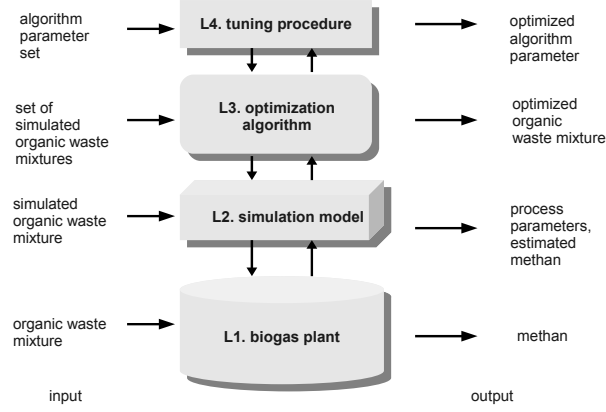 algorithm
parameter
set
L4. tuning procedure
optimized
algorithm
parameter
set of
simulated
organic waste
mixtures
L3. optimization
algorithm
optimized
organic
waste mixture
simulated
organic waste
mixture
L2. simulation model
process
parameters,
estimated
methan
organic waste
mixture
L1. biogas plant
methan
input
output